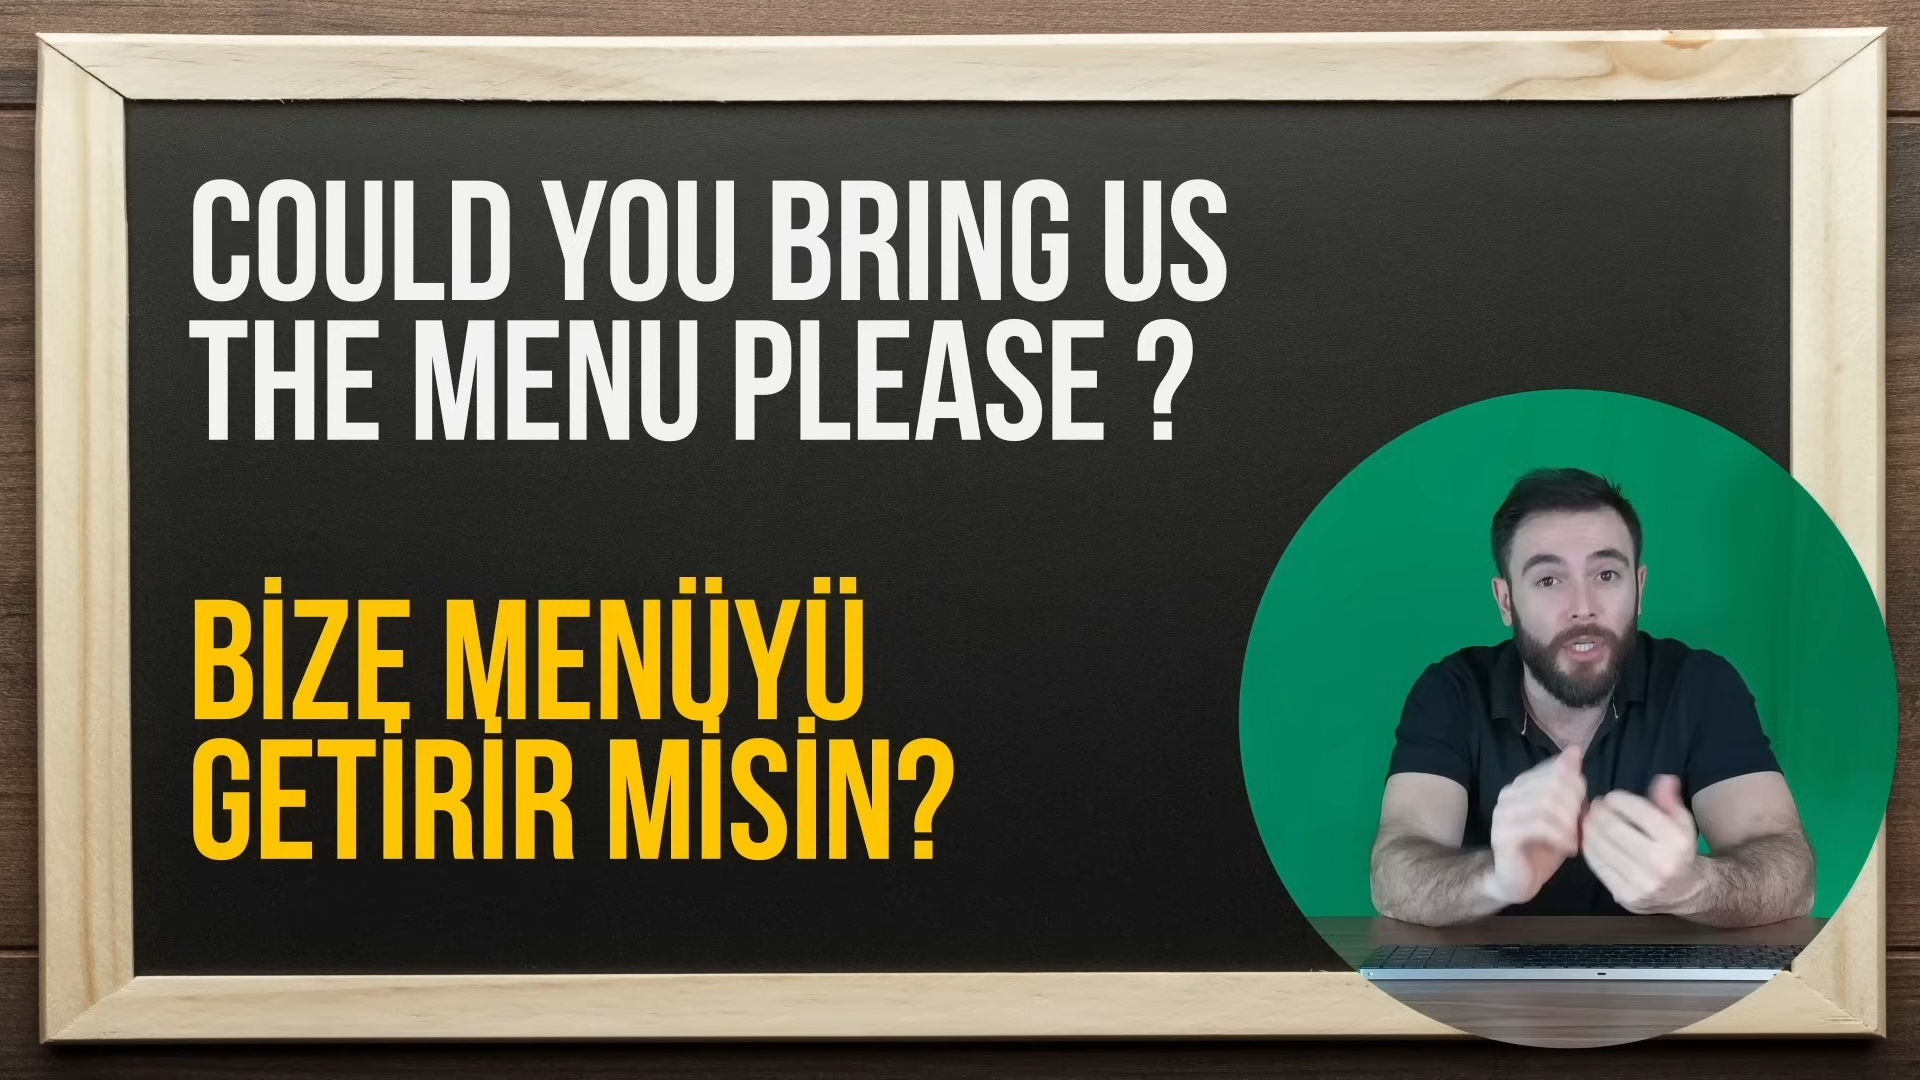 COULD YOU BRING US
THE MENU PLEASE ?
BİZE MENÜYÜ
GETİRİR MİSİN?